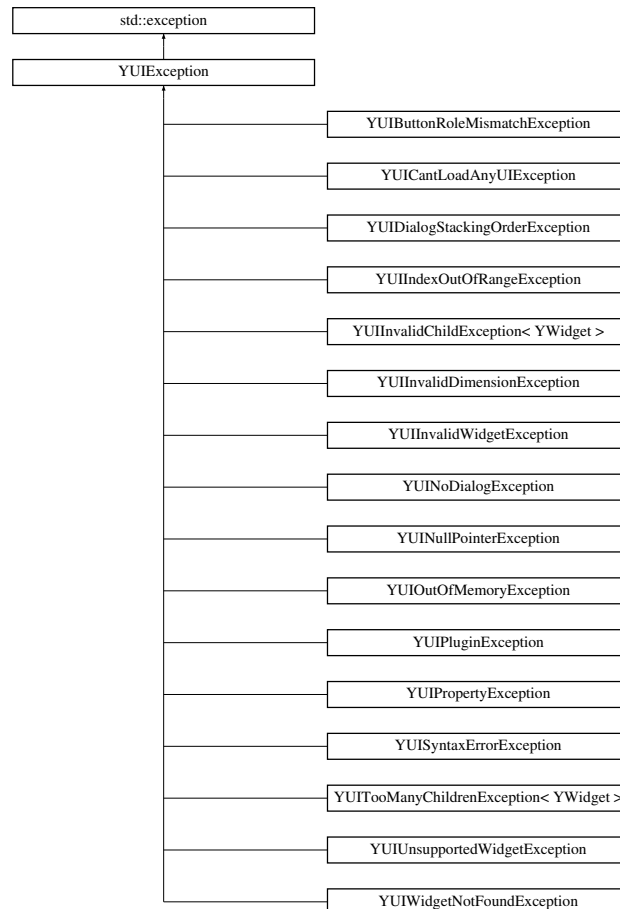 std::exception
YUIException
YUIButtonRoleMismatchException
YUICantLoadAnyUIException
YUIDialogStackingOrderException
YUIIndexOutOfRangeException
YUIInvalidChildException< YWidget >
YUIInvalidDimensionException
YUIInvalidWidgetException
YUINoDialogException
YUINullPointerException
YUIOutOfMemoryException
YUIPluginException
YUIPropertyException
YUISyntaxErrorException
YUITooManyChildrenException< YWidget >
YUIUnsupportedWidgetException
YUIWidgetNotFoundException